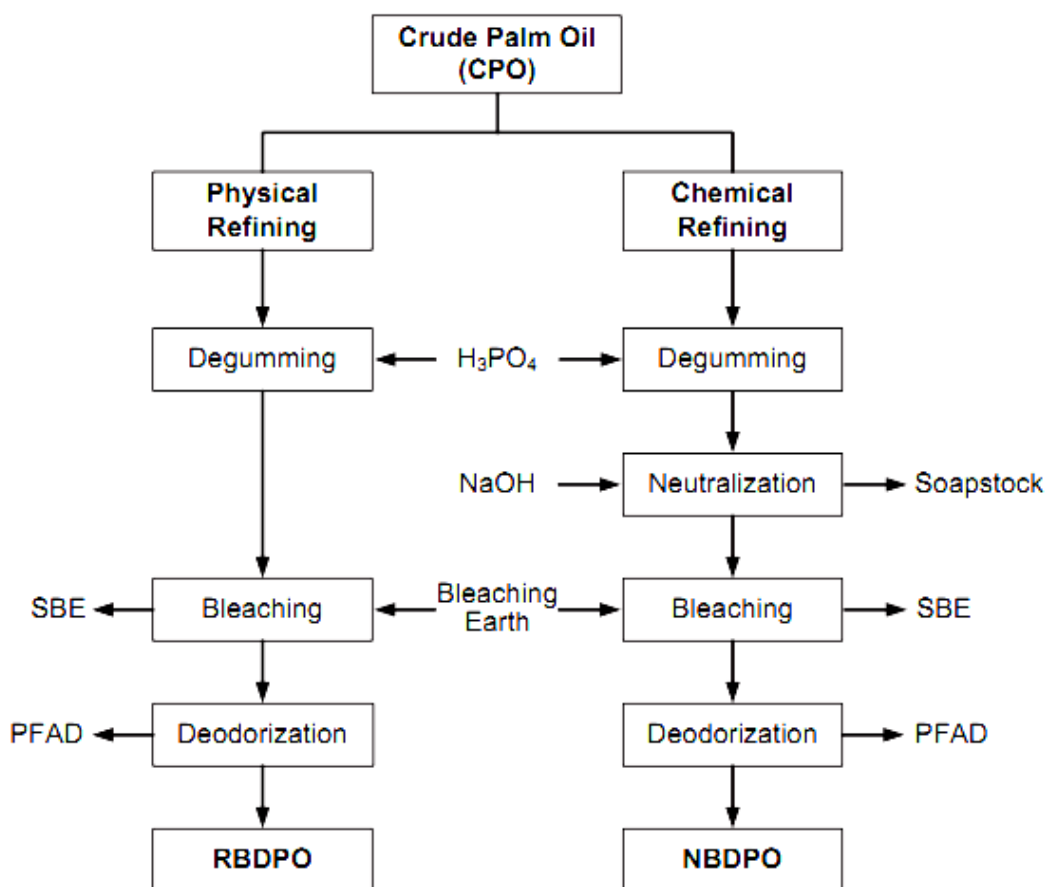 Crude Palm Oil
(CPO)
Physical
Refining
Chemical
Refining
Degumming
H₃PO₄
Degumming
NaOH
Neutralization
Soapstock
SBE
Bleaching
Bleaching
Earth
Bleaching
SBE
PFAD
Deodorization
Deodorization
PFAD
RBDPO
NBDPO